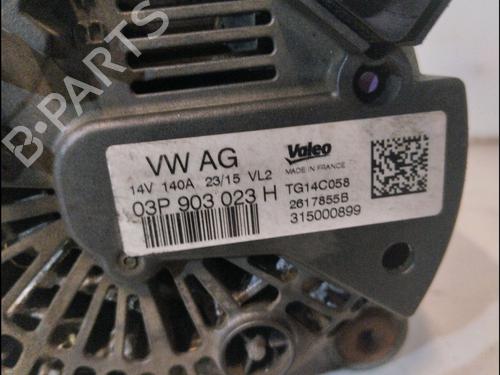 B-PARTS
VW AG
14V 140A 23/15 VL2
03P 903 023 H
Valeo
MADE IN FRANCE
TG14C058
2617855B
315000899